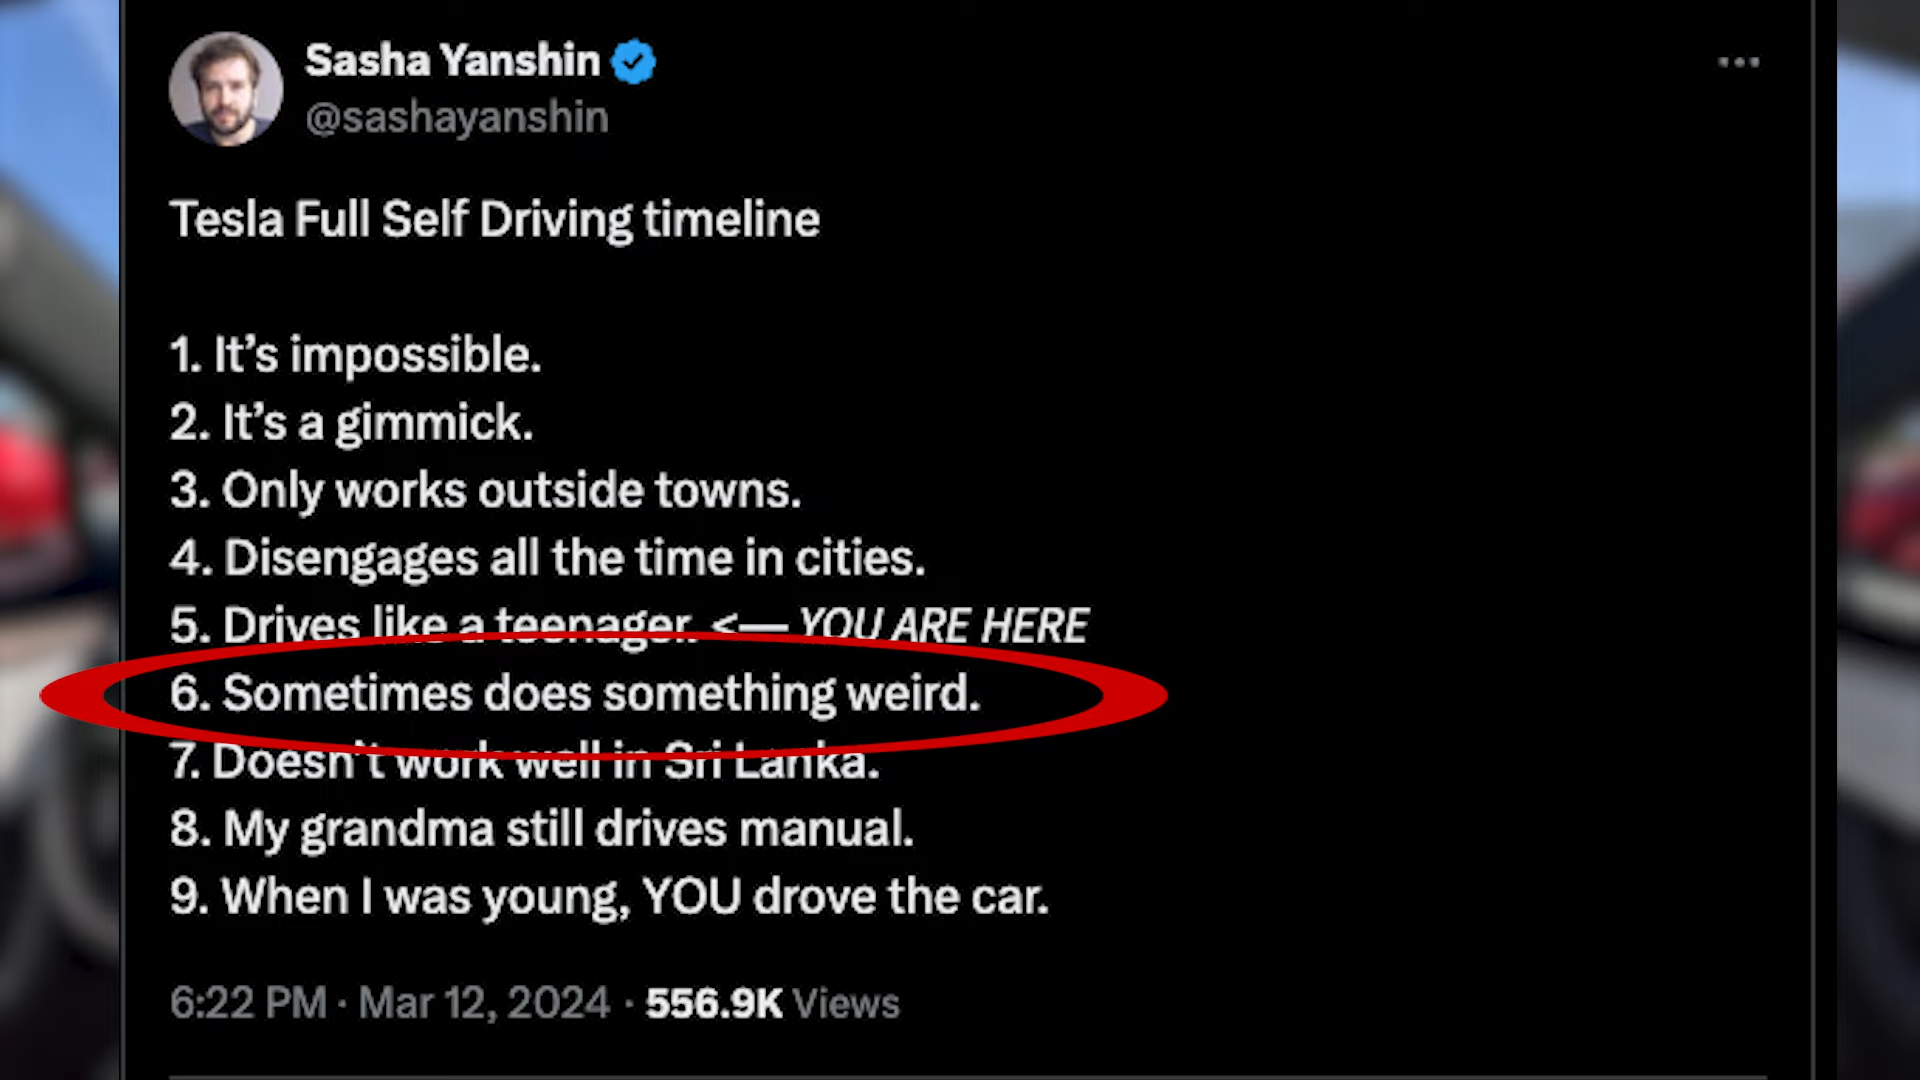 Sasha Yanshin
@sashayanshin
Tesla Full Self Driving timeline
1. It’s impossible.
2. It’s a gimmick.
3. Only works outside towns.
4. Disengages all the time in cities.
5. Drives like a teenager. <— YOU ARE HERE
6. Sometimes does something weird.
7. Doesn’t work well in Sri Lanka.
8. My grandma still drives manual.
9. When I was young, YOU drove the car.
6:22 PM · Mar 12, 2024 · 556.9K Views